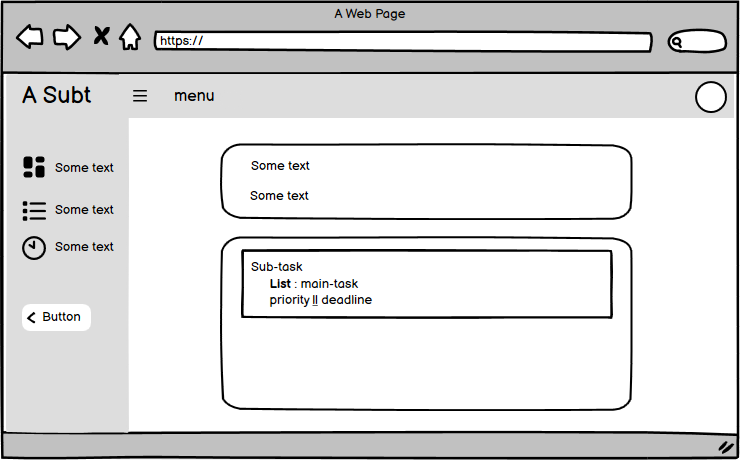 A Web Page
https://
A Subt
menu
Some text
Some text
Some text
Button
Some text
Some text
Sub-task
List : main-task
priority || deadline